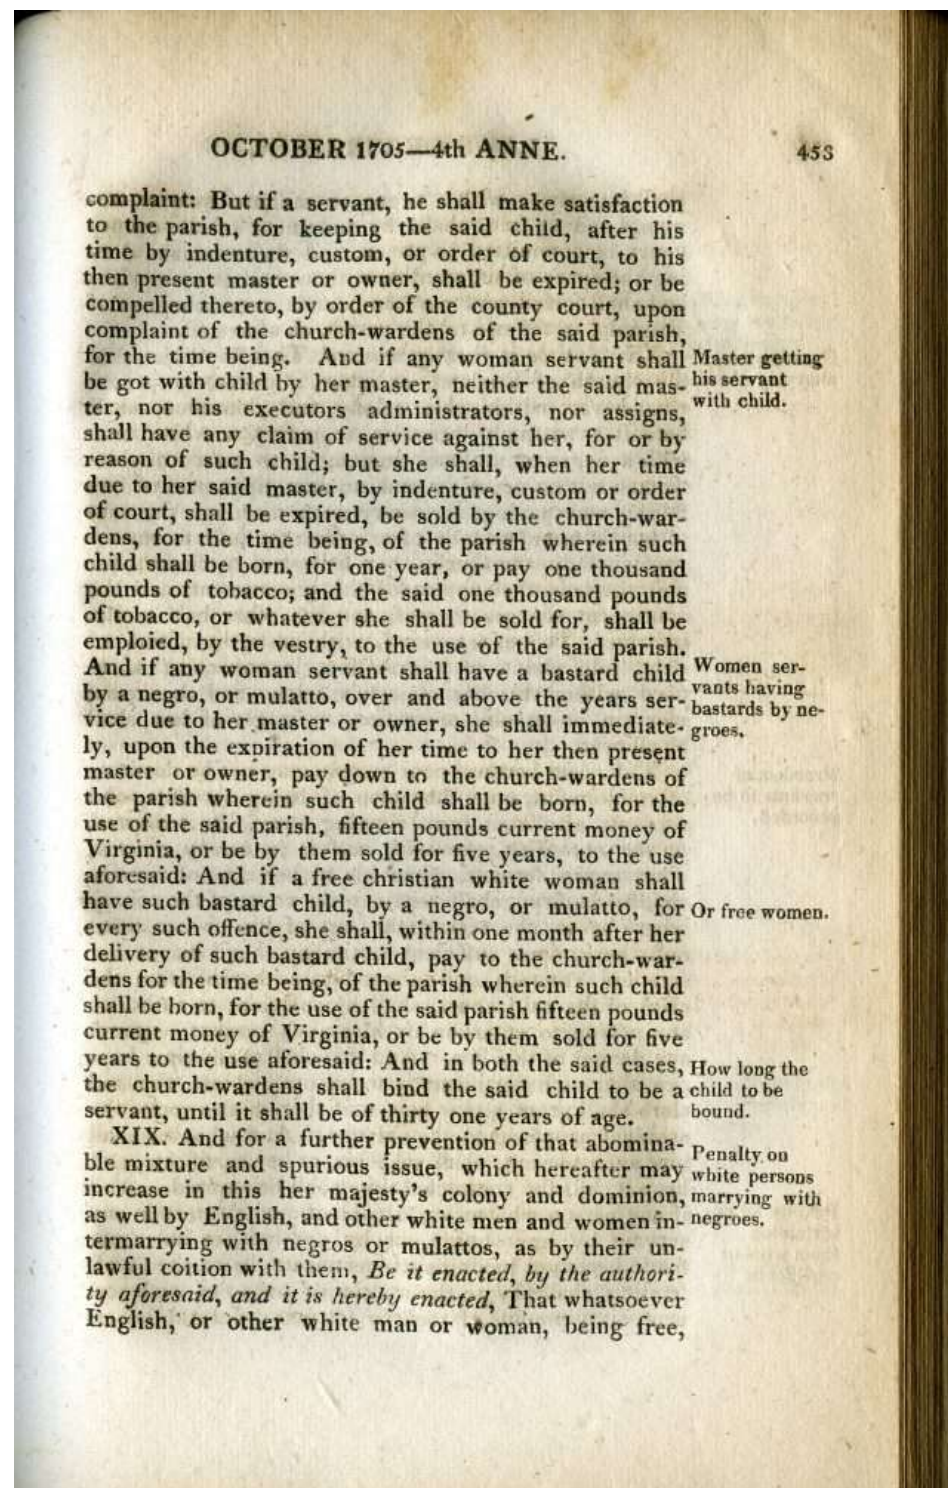 OCTOBER 1705—4th ANNE. 453
complaint: But if a servant, he shall make satisfaction
to the parish, for keeping the said child, after his
time by indenture, custom, or order of court, to his
then present master or owner, shall be expired; or be
compelled thereto, by order of the county court, upon
complaint of the church-wardens of the said parish,
for the time being. And if any woman servant shall
be got with child by her master, neither the said mas-
ter, nor his executors administrators, nor assigns,
shall have any claim of service against her, for or by
reason of such child; but she shall, when her time
due to her said master, by indenture, custom or order
of court, shall be expired, be sold by the church-war-
dens, for the time being, of the parish wherein such
child shall be born, for one year, or pay one thousand
pounds of tobacco; and the said one thousand pounds
of tobacco, or whatever she shall be sold for, shall be
emploied, by the vestry, to the use of the said parish.
And if any woman servant shall have a bastard child
by a negro, or mulatto, over and above the years ser-
vice due to her master or owner, she shall immediate-
ly, upon the expiration of her time to her then present
master or owner, pay down to the church-wardens of
the parish wherein such child shall be born, for the
use of the said parish, fifteen pounds current money of
Virginia, or be by them sold for five years, to the use
aforesaid: And if a free christian white woman shall
have such bastard child, by a negro, or mulatto, for
every such offence, she shall, within one month after her
delivery of such bastard child, pay to the church-war-
dens for the time being, of the parish wherein such child
shall be born, for the use of the said parish fifteen pounds
current money of Virginia, or be by them sold for five
years to the use aforesaid: And in both the said cases,
the church-wardens shall bind the said child to be a
servant, until it shall be of thirty one years of age.
XIX. And for a further prevention of that abomina-
ble mixture and spurious issue, which hereafter may
increase in this her majesty's colony and dominion,
as well by English, and other white men and women in-
termarrying with negros or mulattos, as by their un-
lawful coition with them, Be it enacted, by the authori-
ty aforesaid, and it is hereby enacted, That whatsoever
English, or other white man or woman, being free,
Master getting
his servant
with child.
Women ser-
vants having
bastards by ne-
groes.
Or free women.
How long the
child to be
bound.
Penalty on
white persons
marrying with
negroes.